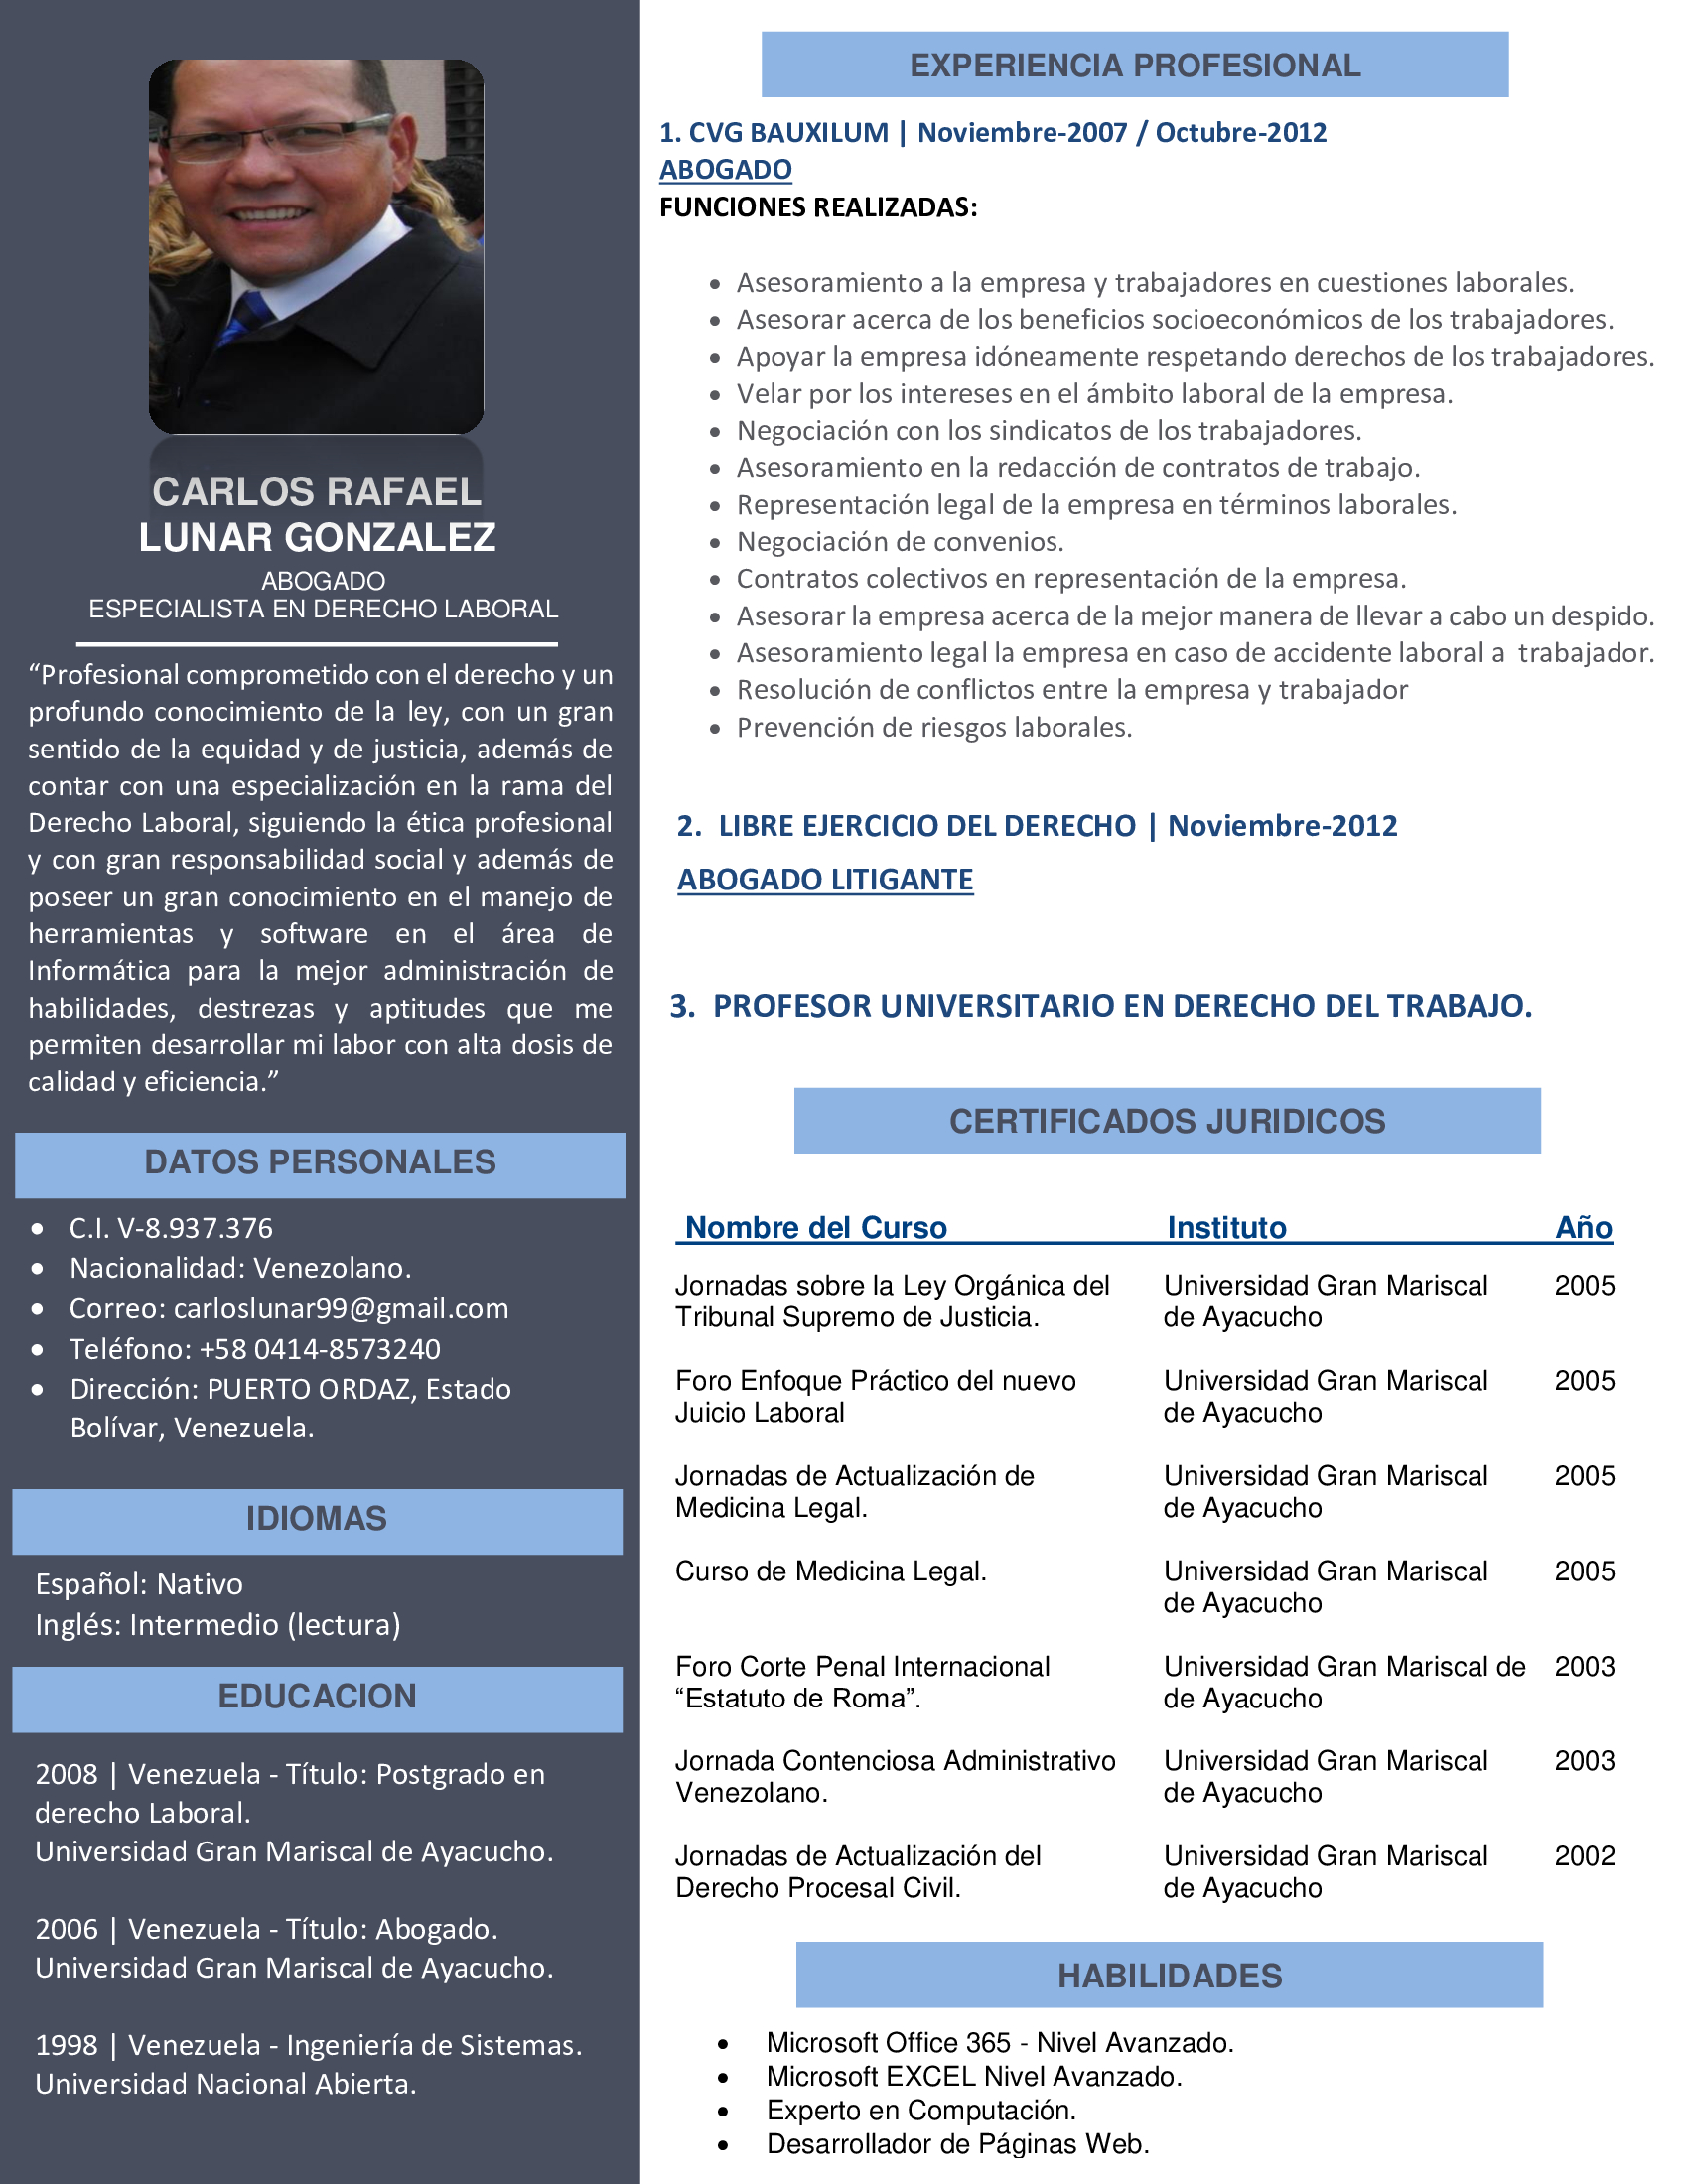 CARLOS RAFAEL
LUNAR GONZALEZ
ABOGADO
ESPECIALISTA EN DERECHO LABORAL
“Profesional comprometido con el derecho y un
profundo conocimiento de la ley, con un gran
sentido de la equidad y de justicia, además de
contar con una especialización en la rama del
Derecho Laboral, siguiendo la ética profesional
y con gran responsabilidad social y además de
poseer un gran conocimiento en el manejo de
herramientas y software en el área de
Informática para la mejor administración de
habilidades, destrezas y aptitudes que me
permiten desarrollar mi labor con alta dosis de
calidad y eficiencia.”
DATOS PERSONALES
• C.I. V-8.937.376
• Nacionalidad: Venezolano.
• Correo: carloslunar99@gmail.com
• Teléfono: +58 0414-8573240
• Dirección: PUERTO ORDAZ, Estado
Bolívar, Venezuela.
IDIOMAS
Español: Nativo
Inglés: Intermedio (lectura)
EDUCACION
2008 | Venezuela - Título: Postgrado en
derecho Laboral.
Universidad Gran Mariscal de Ayacucho.
2006 | Venezuela - Título: Abogado.
Universidad Gran Mariscal de Ayacucho.
1998 | Venezuela - Ingeniería de Sistemas.
Universidad Nacional Abierta.
EXPERIENCIA PROFESIONAL
1. CVG BAUXILUM | Noviembre-2007 / Octubre-2012
ABOGADO
FUNCIONES REALIZADAS:
• Asesoramiento a la empresa y trabajadores en cuestiones laborales.
• Asesorar acerca de los beneficios socioeconómicos de los trabajadores.
• Apoyar la empresa idóneamente respetando derechos de los trabajadores.
• Velar por los intereses en el ámbito laboral de la empresa.
• Negociación con los sindicatos de los trabajadores.
• Asesoramiento en la redacción de contratos de trabajo.
• Representación legal de la empresa en términos laborales.
• Negociación de convenios.
• Contratos colectivos en representación de la empresa.
• Asesorar la empresa acerca de la mejor manera de llevar a cabo un despido.
• Asesoramiento legal la empresa en caso de accidente laboral a trabajador.
• Resolución de conflictos entre la empresa y trabajador
• Prevención de riesgos laborales.
2. LIBRE EJERCICIO DEL DERECHO | Noviembre-2012
ABOGADO LITIGANTE
3. PROFESOR UNIVERSITARIO EN DERECHO DEL TRABAJO.
CERTIFICADOS JURIDICOS
Nombre del Curso Instituto Año
Jornadas sobre la Ley Orgánica del Universidad Gran Mariscal 2005
Tribunal Supremo de Justicia. de Ayacucho
Foro Enfoque Práctico del nuevo Universidad Gran Mariscal 2005
Juicio Laboral de Ayacucho
Jornadas de Actualización de Universidad Gran Mariscal 2005
Medicina Legal. de Ayacucho
Curso de Medicina Legal. Universidad Gran Mariscal 2005
de Ayacucho
Foro Corte Penal Internacional Universidad Gran Mariscal de 2003
“Estatuto de Roma”. de Ayacucho
Jornada Contenciosa Administrativo Universidad Gran Mariscal 2003
Venezolano. de Ayacucho
Jornadas de Actualización del Universidad Gran Mariscal 2002
Derecho Procesal Civil. de Ayacucho
HABILIDADES
• Microsoft Office 365 - Nivel Avanzado.
• Microsoft EXCEL Nivel Avanzado.
• Experto en Computación.
• Desarrollador de Páginas Web.